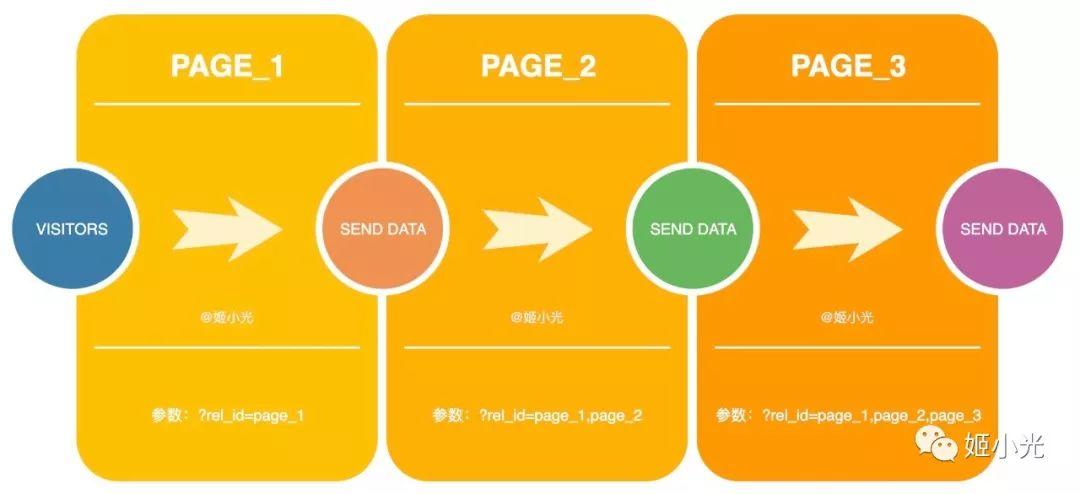 PAGE_1
PAGE_2
PAGE_3
VISITORS
SEND DATA
SEND DATA
SEND DATA
@姬小光
@姬小光
@姬小光
参数：?rel_id=page_1
参数：?rel_id=page_1,page_2
参数：?rel_id=page_1,page_2,page_3
姬小光